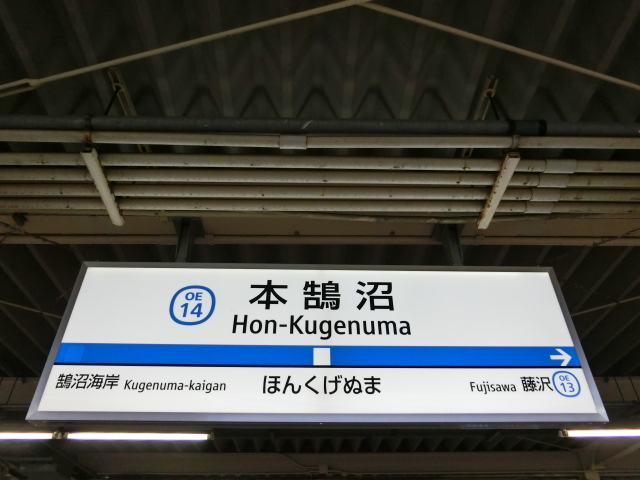 OE
14
本鵠沼
Hon-Kugenuma
鵠沼海岸 Kugenuma-kaigan
ほんくげぬま
Fujisawa 藤沢
OE
13